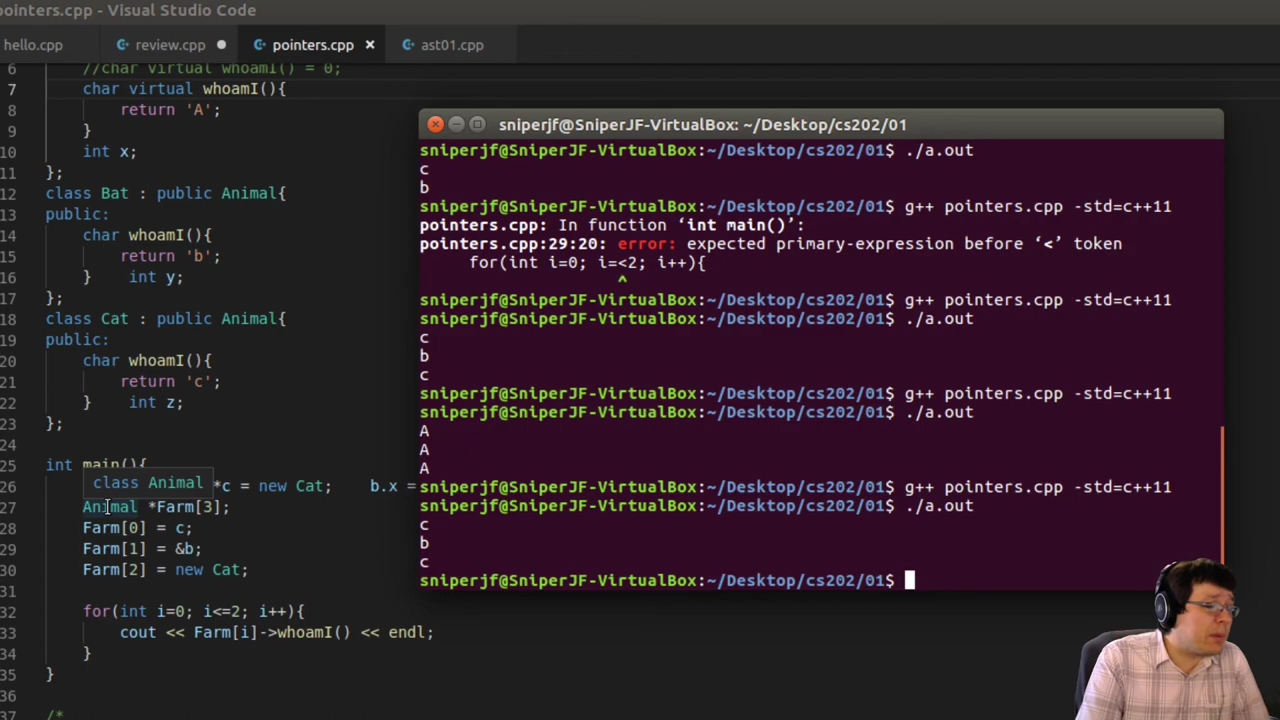 pointers.cpp - Visual Studio Code
hello.cpp
review.cpp
pointers.cpp
ast01.cpp
6 //char virtual whoamI() = 0;
7 char virtual whoamI(){
8 return 'A';
9 }
10 int x;
11 };
12 class Bat : public Animal{
13 public:
14 char whoamI(){
15 return 'b';
16 } int y;
17 };
18 class Cat : public Animal{
19 public:
20 char whoamI(){
21 return 'c';
22 } int z;
23 };
24
25 int main(){
class Animal
26 *c = new Cat; b.x =
27 Animal *Farm[3];
28 Farm[0] = c;
29 Farm[1] = &b;
30 Farm[2] = new Cat;
31
32 for(int i=0; i<=2; i++){
33 cout << Farm[i]->whoamI() << endl;
34 }
35 }
36
37 /*
sniperjf@SniperJF-VirtualBox: ~/Desktop/cs202/01
sniperjf@SniperJF-VirtualBox:~/Desktop/cs202/01$ ./a.out
c
b
sniperjf@SniperJF-VirtualBox:~/Desktop/cs202/01$ g++ pointers.cpp -std=c++11
pointers.cpp: In function ‘int main()’:
pointers.cpp:29:20: error: expected primary-expression before ‘<’ token
for(int i=0; i=<2; i++){
^
sniperjf@SniperJF-VirtualBox:~/Desktop/cs202/01$ g++ pointers.cpp -std=c++11
sniperjf@SniperJF-VirtualBox:~/Desktop/cs202/01$ ./a.out
c
b
c
sniperjf@SniperJF-VirtualBox:~/Desktop/cs202/01$ g++ pointers.cpp -std=c++11
sniperjf@SniperJF-VirtualBox:~/Desktop/cs202/01$ ./a.out
A
A
A
sniperjf@SniperJF-VirtualBox:~/Desktop/cs202/01$ g++ pointers.cpp -std=c++11
sniperjf@SniperJF-VirtualBox:~/Desktop/cs202/01$ ./a.out
c
b
c
sniperjf@SniperJF-VirtualBox:~/Desktop/cs202/01$